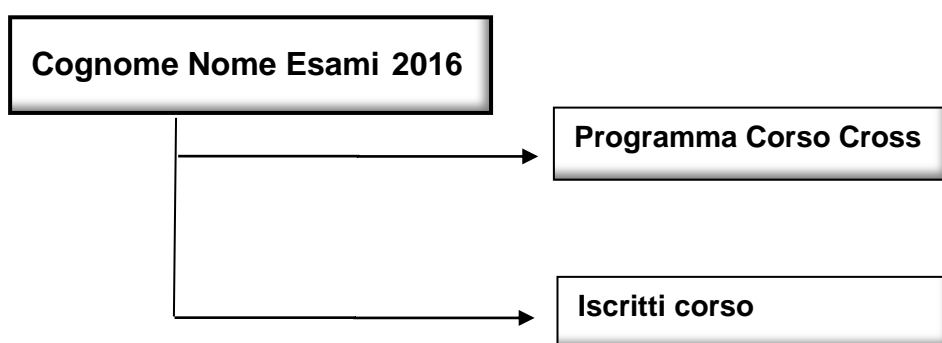 Cognome Nome Esami 2016
Programma Corso Cross
Iscritti corso